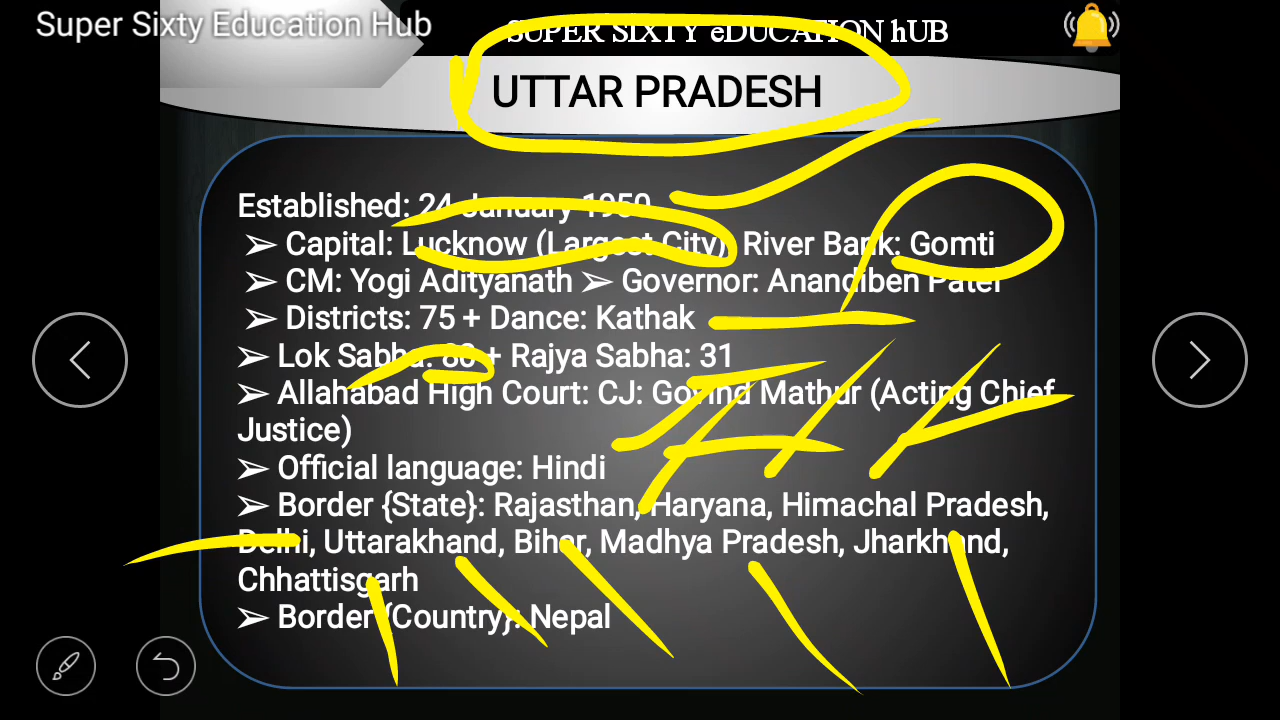 Super Sixty Education Hub
SUPER SIXTY eDUCATION hUB
UTTAR PRADESH
Established: 24 January 1950
➢ Capital: Lucknow (Largest City) River Bank: Gomti
➢ CM: Yogi Adityanath ➢ Governor: Anandiben Patel
➢ Districts: 75 + Dance: Kathak
➢ Lok Sabha: 80 + Rajya Sabha: 31
➢ Allahabad High Court: CJ: Govind Mathur (Acting Chief
Justice)
➢ Official language: Hindi
➢ Border {State}: Rajasthan, Haryana, Himachal Pradesh,
Delhi, Uttarakhand, Bihar, Madhya Pradesh, Jharkhand,
Chhattisgarh
➢ Border {Country}: Nepal